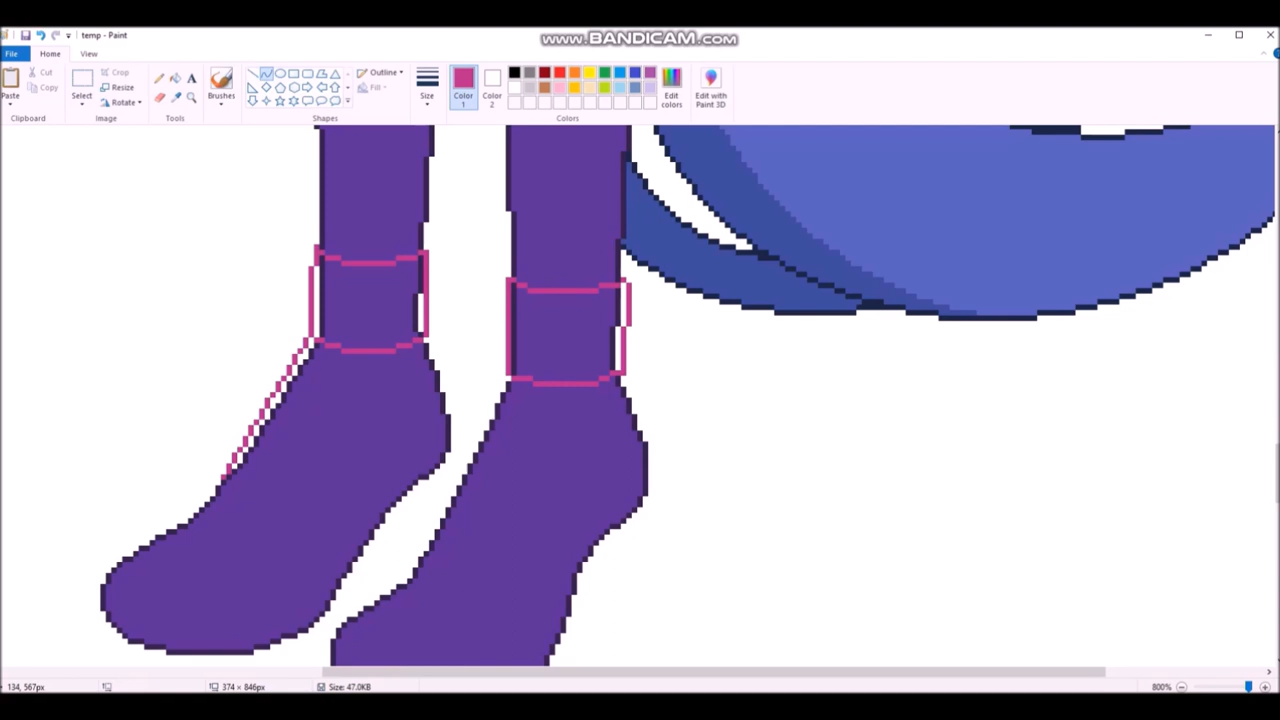 www.BANDICAM.com
temp - Paint
File
Home
View
Paste
Cut
Copy
Clipboard
Select
Crop
Resize
Rotate
Image
A
Tools
Brushes
Outline
Fill
Shapes
Size
Color
1
Color
2
Edit
colors
Colors
Edit with
Paint 3D
134, 567px
374 × 846px
Size: 47.0KB
800%